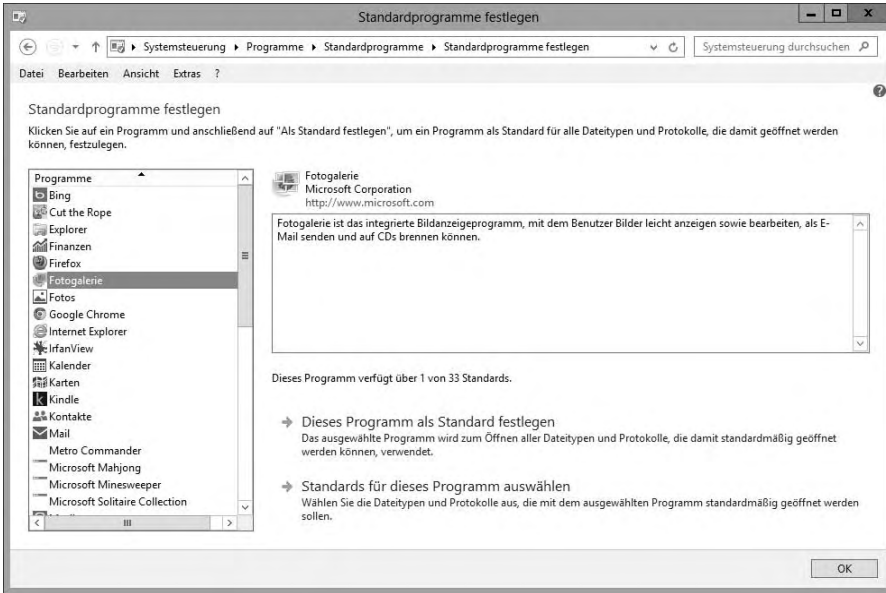 Standardprogramme festlegen
Systemsteuerung Programme Standardprogramme Standardprogramme festlegen
Systemsteuerung durchsuchen
Datei Bearbeiten Ansicht Extras ?
Standardprogramme festlegen
Klicken Sie auf ein Programm und anschließend auf "Als Standard festlegen", um ein Programm als Standard für alle Dateitypen und Protokolle, die damit geöffnet werden
können, festzulegen.
Programme
Bing
Cut the Rope
Explorer
Finanzen
Firefox
Fotogalerie
Fotos
Google Chrome
Internet Explorer
IrfanView
Kalender
Karten
Kindle
Kontakte
Mail
Metro Commander
Microsoft Mahjong
Microsoft Minesweeper
Microsoft Solitaire Collection
Fotogalerie
Microsoft Corporation
http://www.microsoft.com
Fotogalerie ist das integrierte Bildanzeigeprogramm, mit dem Benutzer Bilder leicht anzeigen sowie bearbeiten, als E-
Mail senden und auf CDs brennen können.
Dieses Programm verfügt über 1 von 33 Standards.
Dieses Programm als Standard festlegen
Das ausgewählte Programm wird zum Öffnen aller Dateitypen und Protokolle, die damit standardmäßig geöffnet
werden können, verwendet.
Standards für dieses Programm auswählen
Wählen Sie die Dateitypen und Protokolle aus, die mit dem ausgewählten Programm standardmäßig geöffnet werden
sollen.
OK